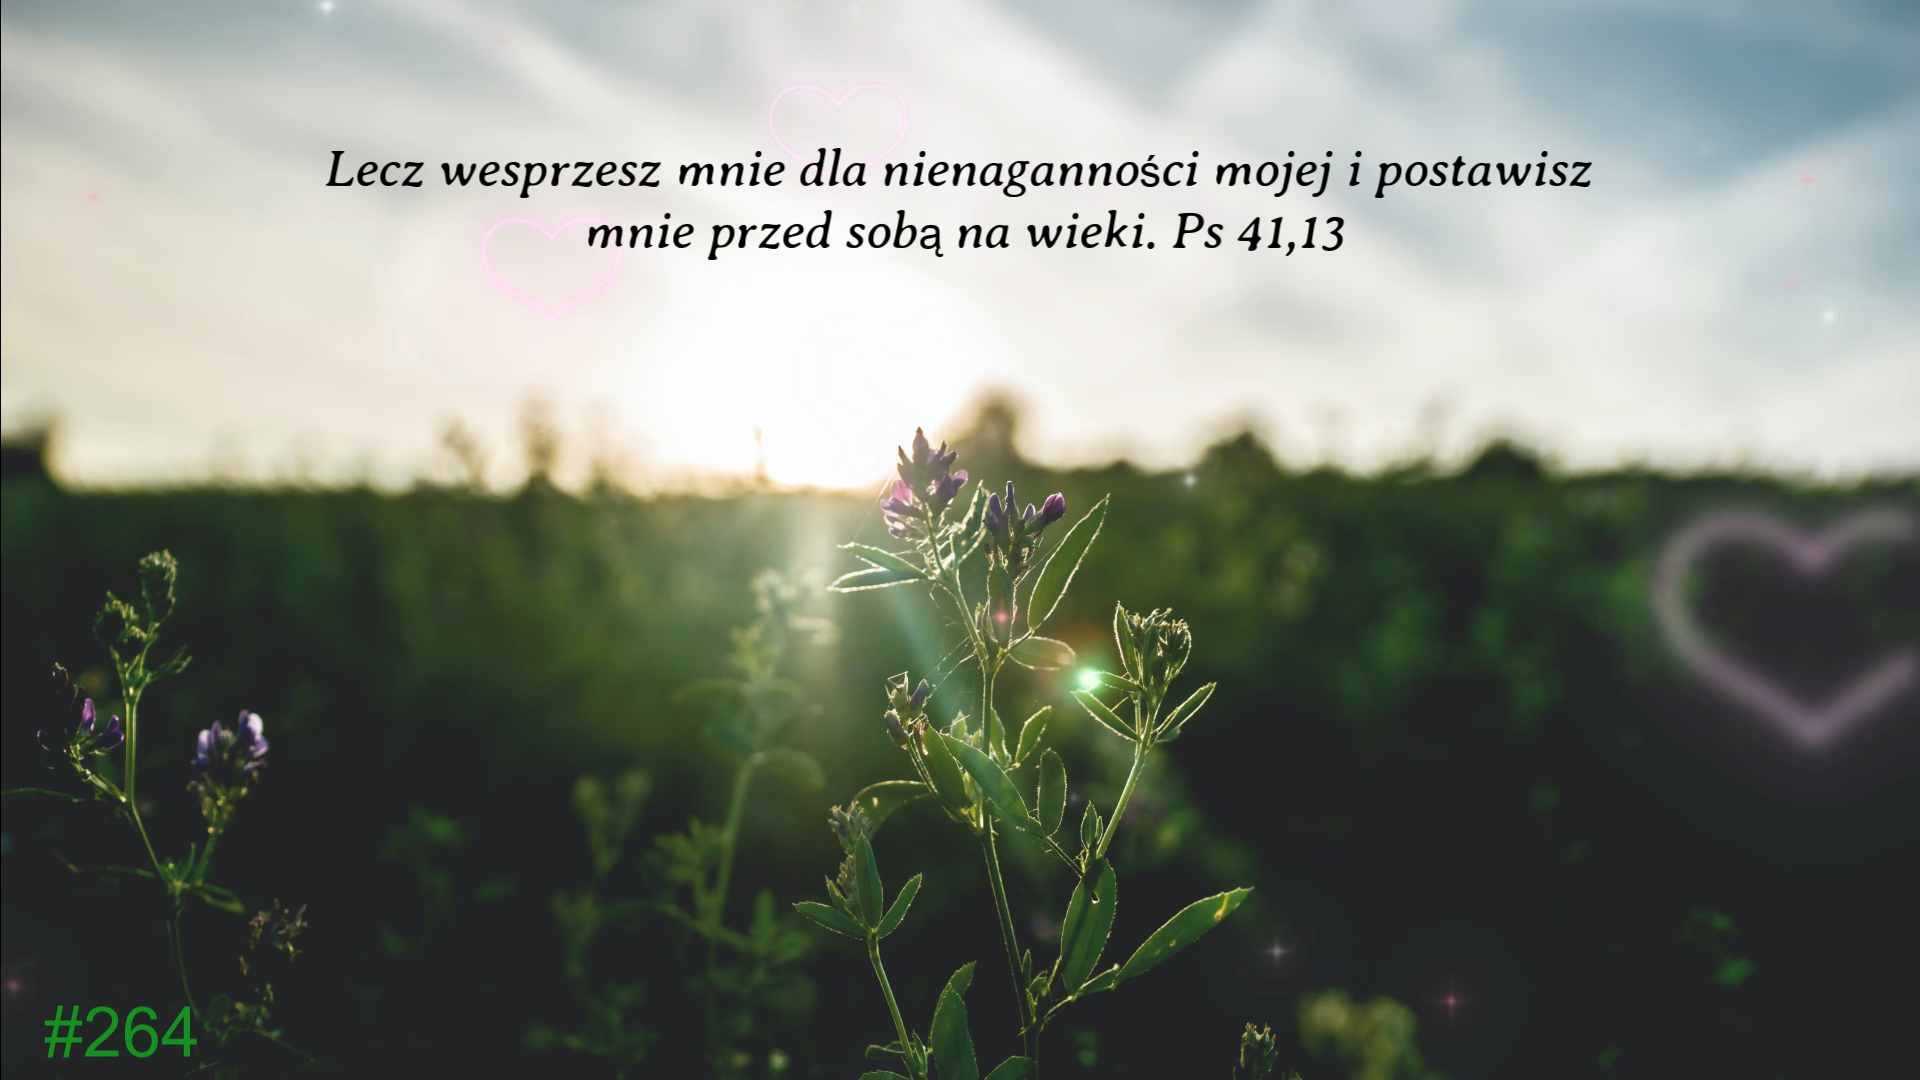 Lecz wesprzesz mnie dla nienaganności mojej i postawisz
mnie przed sobą na wieki. Ps 41,13
#264